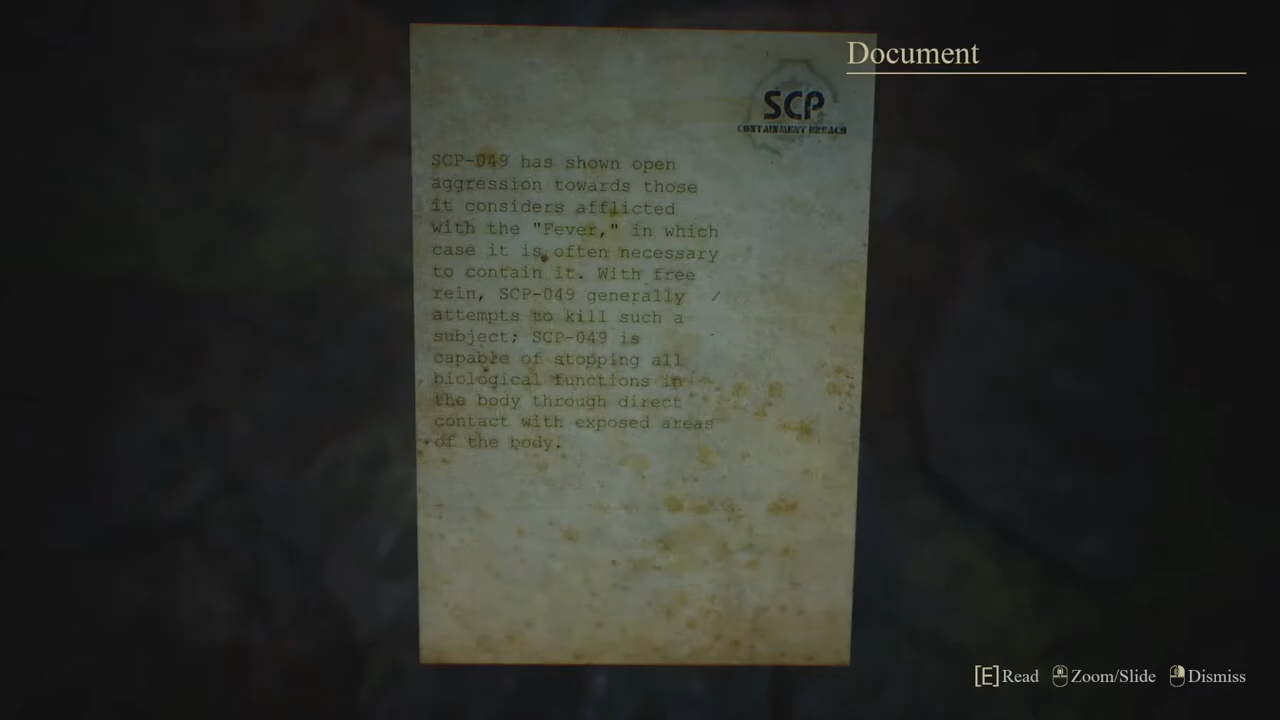 Document
SCP
CONTAINMENT BREACH
SCP-049 has shown open
aggression towards those
it considers afflicted
with the "Fever," in which
case it is often necessary
to contain it. With free
rein, SCP-049 generally
attempts to kill such a
subject; SCP-049 is
capable of stopping all
biological functions in
the body through direct
contact with exposed areas
of the body.
[E]Read Zoom/Slide Dismiss